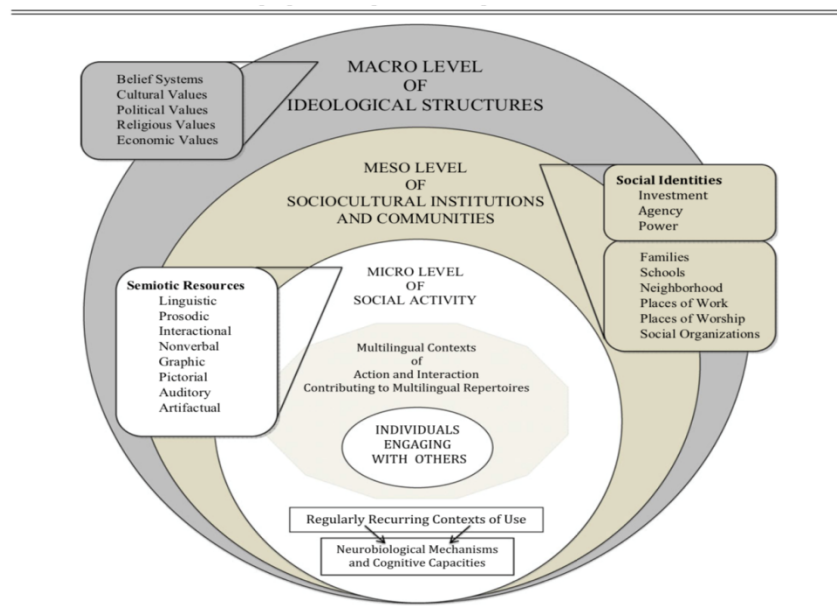 Belief Systems
Cultural Values
Political Values
Religious Values
Economic Values
MACRO LEVEL
OF
IDEOLOGICAL STRUCTURES
MESO LEVEL
OF
SOCIOCULTURAL INSTITUTIONS
AND COMMUNITIES
Social Identities
Investment
Agency
Power
Families
Schools
Neighborhood
Places of Work
Places of Worship
Social Organizations
Semiotic Resources
Linguistic
Prosodic
Interactional
Nonverbal
Graphic
Pictorial
Auditory
Artifactual
MICRO LEVEL
OF
SOCIAL ACTIVITY
Multilingual Contexts
of
Action and Interaction
Contributing to Multilingual Repertoires
INDIVIDUALS
ENGAGING
WITH OTHERS
Regularly Recurring Contexts of Use
Neurobiological Mechanisms
and Cognitive Capacities